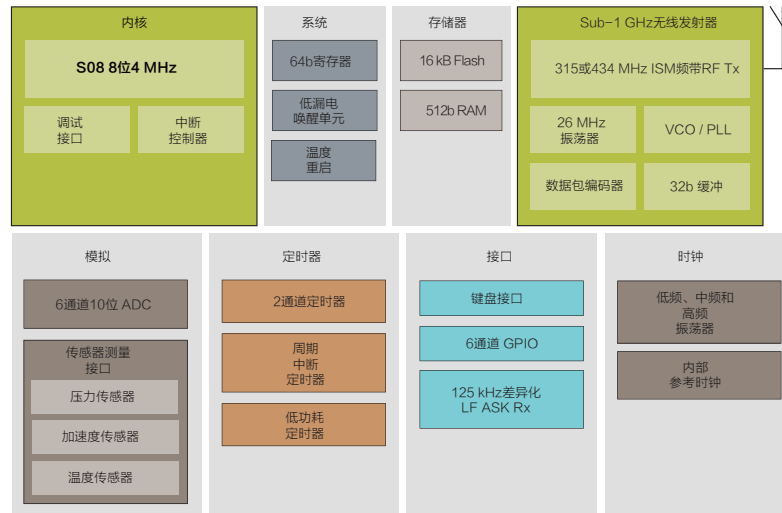 内核
S08 8位4 MHz
调试
接口
中断
控制器
系统
64b寄存器
低漏电
唤醒单元
温度
重启
存储器
16 kB Flash
512b RAM
Sub-1 GHz无线发射器
315或434 MHz ISM频带RF Tx
26 MHz
振荡器
VCO / PLL
数据包编码器
32b 缓冲
模拟
6通道10位 ADC
传感器测量
接口
压力传感器
加速度传感器
温度传感器
定时器
2通道定时器
周期
中断
定时器
低功耗
定时器
接口
键盘接口
6通道 GPIO
125 kHz差异化
LF ASK Rx
时钟
低频、中频和
高频
振荡器
内部
参考时钟